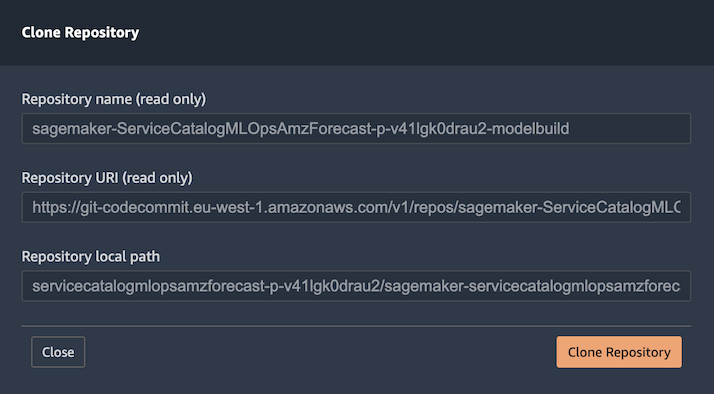 Clone Repository
Repository name (read only)
sagemaker-ServiceCatalogMLOpsAmzForecast-p-v41lgk0drau2-modelbuild
Repository URI (read only)
https://git-codecommit.eu-west-1.amazonaws.com/v1/repos/sagemaker-ServiceCatalogMLO
Repository local path
servicecatalogmlopsamzforecast-p-v41lgk0drau2/sagemaker-servicecatalogmlopsamzforec
Close Clone Repository